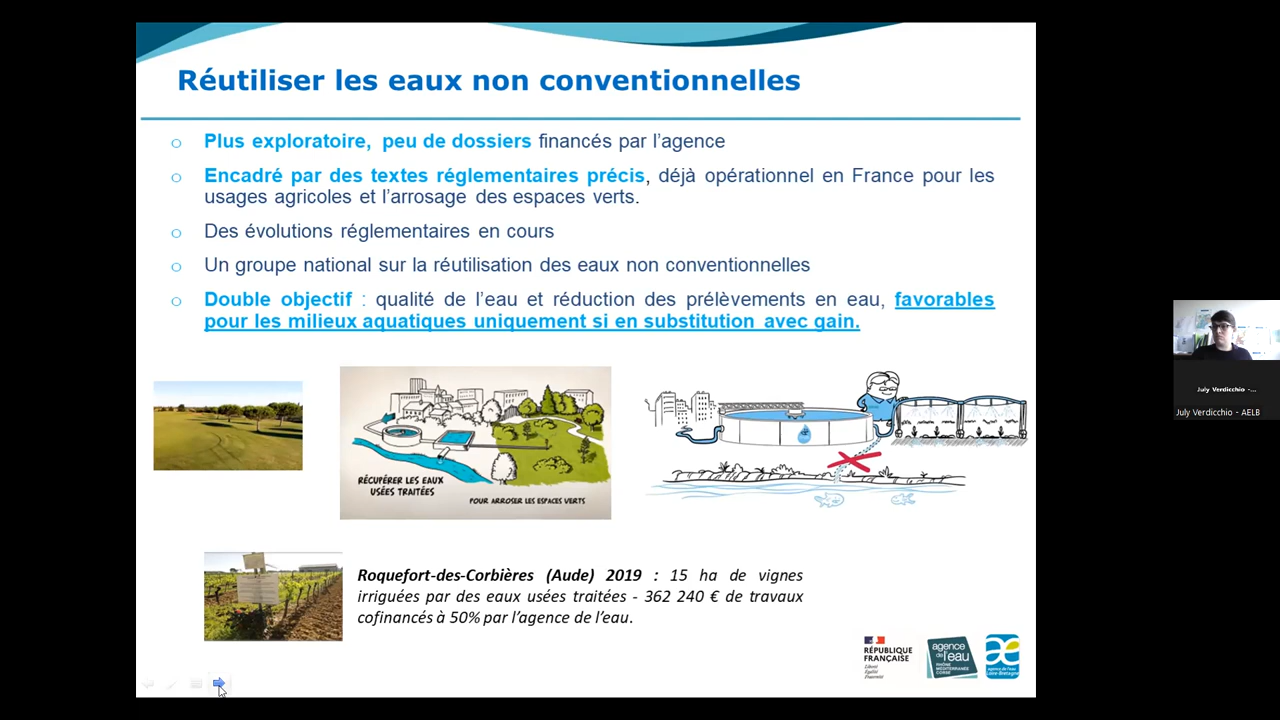 Réutiliser les eaux non conventionnelles
o Plus exploratoire, peu de dossiers financés par l'agence
o Encadré par des textes réglementaires précis, déjà opérationnel en France pour les
usages agricoles et l'arrosage des espaces verts.
o Des évolutions réglementaires en cours
o Un groupe national sur la réutilisation des eaux non conventionnelles
o Double objectif : qualité de l'eau et réduction des prélèvements en eau, favorables
pour les milieux aquatiques uniquement si en substitution avec gain.
RÉCUPÉRER LES EAUX
USÉES TRAITÉES
POUR ARROSER LES ESPACES VERTS
Roquefort-des-Corbières (Aude) 2019 : 15 ha de vignes
irriguées par des eaux usées traitées - 362 240 € de travaux
cofinancés à 50% par l'agence de l'eau.
RÉPUBLIQUE
FRANÇAISE
Liberté
Égalité
Fraternité
agence
de l'eau
RHÔNE
MÉDITERRANÉE
CORSE
agence de l'eau
Loire-Bretagne
July Verdicchio -...
July Verdicchio - AELB